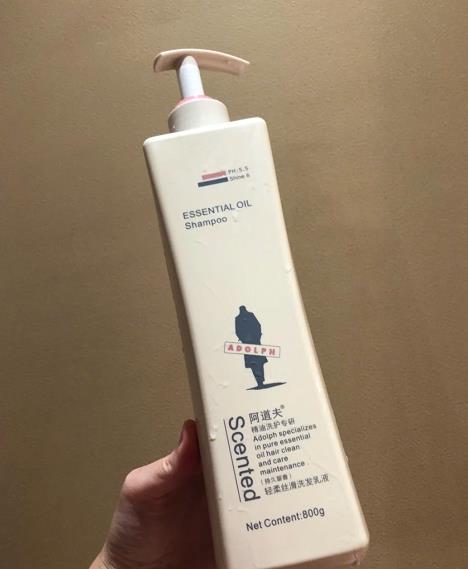 PH:5.5
Shine 6
ESSENTIAL OIL
Shampoo
ADOLPH
Scented
阿道夫®
精油洗护专研
Adolph specializes
in pure essential
oil hair clean
and care
maintenance
(持久留香)
轻柔丝滑洗发乳液
Net Content:800g